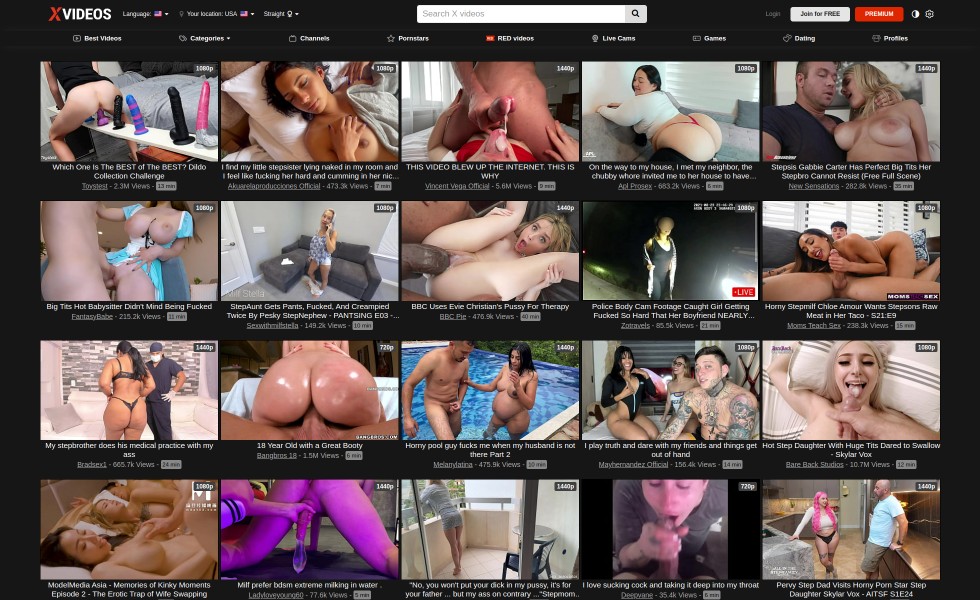 XVIDEOS
Language:
Your location: USA
Straight
Search X videos
Login
Join for FREE
PREMIUM
Best Videos
Categories
Channels
Pornstars
RED videos
Live Cams
Games
Dating
Profiles
1080p
Which One Is THE BEST of THE BEST? Dildo
Collection Challenge
Toystest - 2.3M Views - 13 min
1080p
I find my little stepsister lying naked in my room and
I feel like fucking her hard and cumming in her nic...
Akuarelaproducciones Official - 473.3k Views - 7 min
1440p
THIS VIDEO BLEW UP THE INTERNET. THIS IS
WHY
Vincent Vega Official - 5.6M Views - 9 min
1080p
On the way to my house, I met my neighbor, the
chubby whore invited me to her house to have...
Apl Prosex - 683.2k Views - 6 min
1440p
Stepsis Gabbie Carter Has Perfect Big Tits Her
Stepbro Cannot Resist (Free Full Scene)
New Sensations - 282.8k Views - 35 min
1080p
Big Tits Hot Babysitter Didn't Mind Being Fucked
FantasyBabe - 215.2k Views - 11 min
1080p
StepAunt Gets Pants, Fucked, And Creampied
Twice By Pesky StepNephew - PANTSING E03 -...
Sexwithmilfstella - 149.2k Views - 10 min
1440p
BBC Uses Evie Christian's Pussy For Therapy
BBC Pie - 476.9k Views - 40 min
1080p
LIVE
Police Body Cam Footage Caught Girl Getting
Fucked So Hard That Her Boyfriend NEARLY...
Zotravels - 85.5k Views - 21 min
1080p
MOMS TEACH SEX
Horny Stepmilf Chloe Amour Wants Stepsons Raw
Meat in Her Taco - S21:E9
Moms Teach Sex - 238.3k Views - 15 min
1440p
My stepbrother does his medical practice with my
ass
Bradsex1 - 665.7k Views - 24 min
720p
BANGBROS.COM
18 Year Old with a Great Booty
Bangbros 18 - 1.5M Views - 6 min
1440p
Horny pool guy fucks me when my husband is not
there Part 2
Melanylatina - 475.9k Views - 10 min
1080p
I play truth and dare with my friends and things get
out of hand
Mayhernandez Official - 156.4k Views - 14 min
1080p
Hot Step Daughter With Huge Tits Dared to Swallow
- Skylar Vox
Bare Back Studios - 10.7M Views - 12 min
1080p
ModelMedia Asia - Memories of Kinky Moments
Episode 2 - The Erotic Trap of Wife Swapping
1440p
Milf prefer bdsm extreme milking in water .
Ladyloveyoung60 - 77.6k Views - 5 min
1440p
"No, you won't put your dick in my pussy, it's for
your father ... but my ass on contrary ..."Stepmom..
720p
I love sucking cock and taking it deep into my throat
Deepvane - 35.4k Views - 6 min
1440p
Pervy Step Dad Visits Horny Porn Star Step
Daughter Skylar Vox - AITSF S1E24